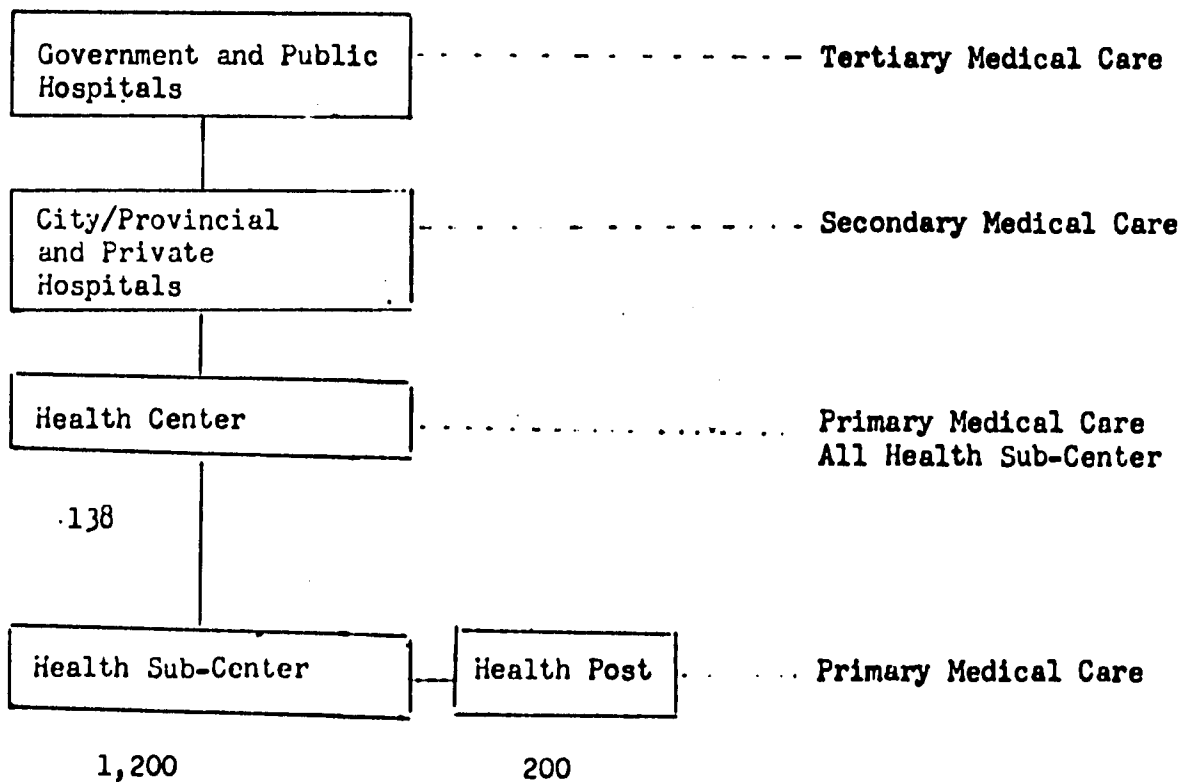 Government and Public
Hospitals
Tertiary Medical Care
City/Provincial
and Private
Hospitals
Secondary Medical Care
Health Center
Primary Medical Care
All Health Sub-Center
138
Health Sub-Center
Health Post
Primary Medical Care
1,200
200